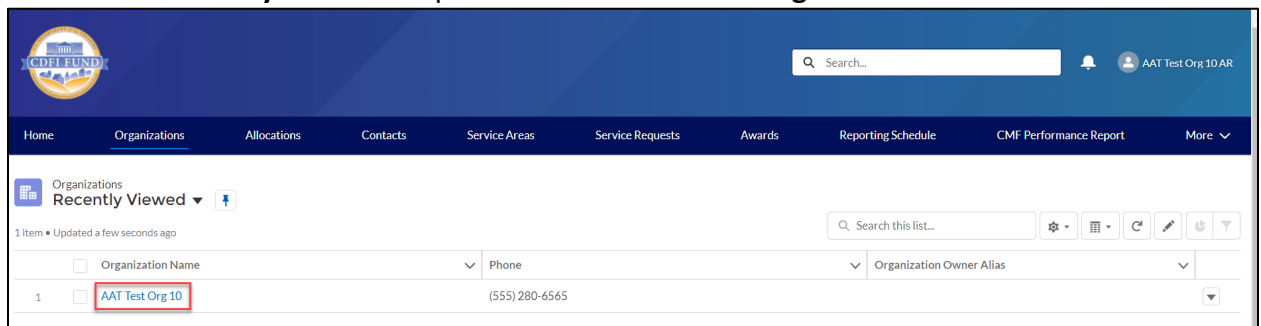 CDFI FUND
Search...
AAT Test Org 10 AR
Home Organizations Allocations Contacts Service Areas Service Requests Awards Reporting Schedule CMF Performance Report More
Organizations
Recently Viewed
1 item • Updated a few seconds ago
Search this list...
Organization Name Phone Organization Owner Alias
1 AAT Test Org 10 (555) 280-6565